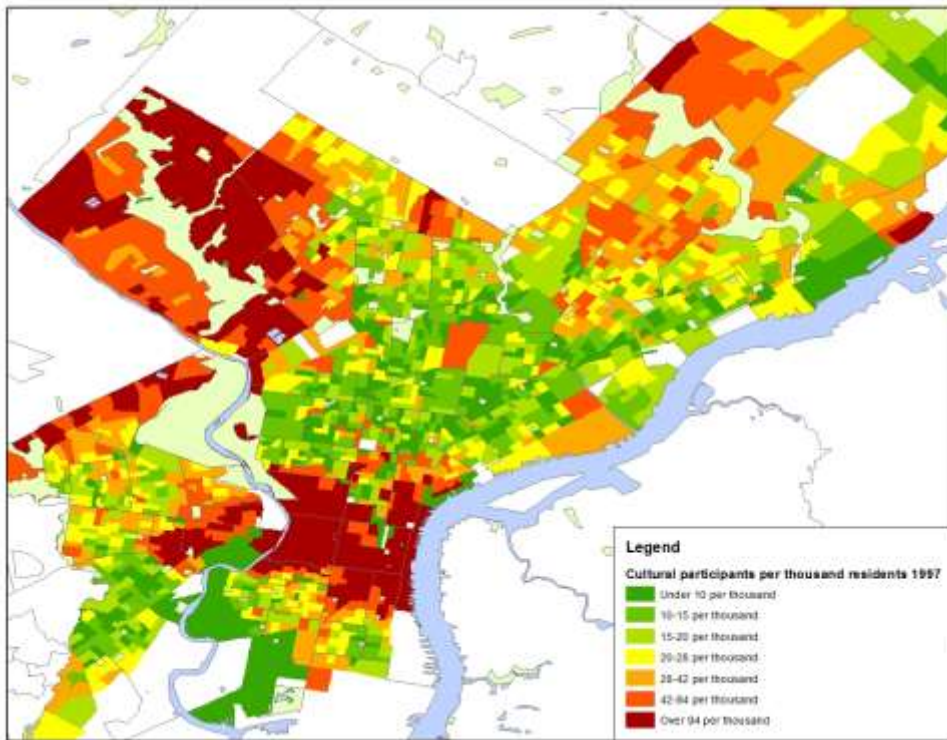 Legend
Cultural participants per thousand residents 1997
Under 10 per thousand
10-15 per thousand
15-20 per thousand
20-28 per thousand
28-42 per thousand
42-84 per thousand
Over 94 per thousand